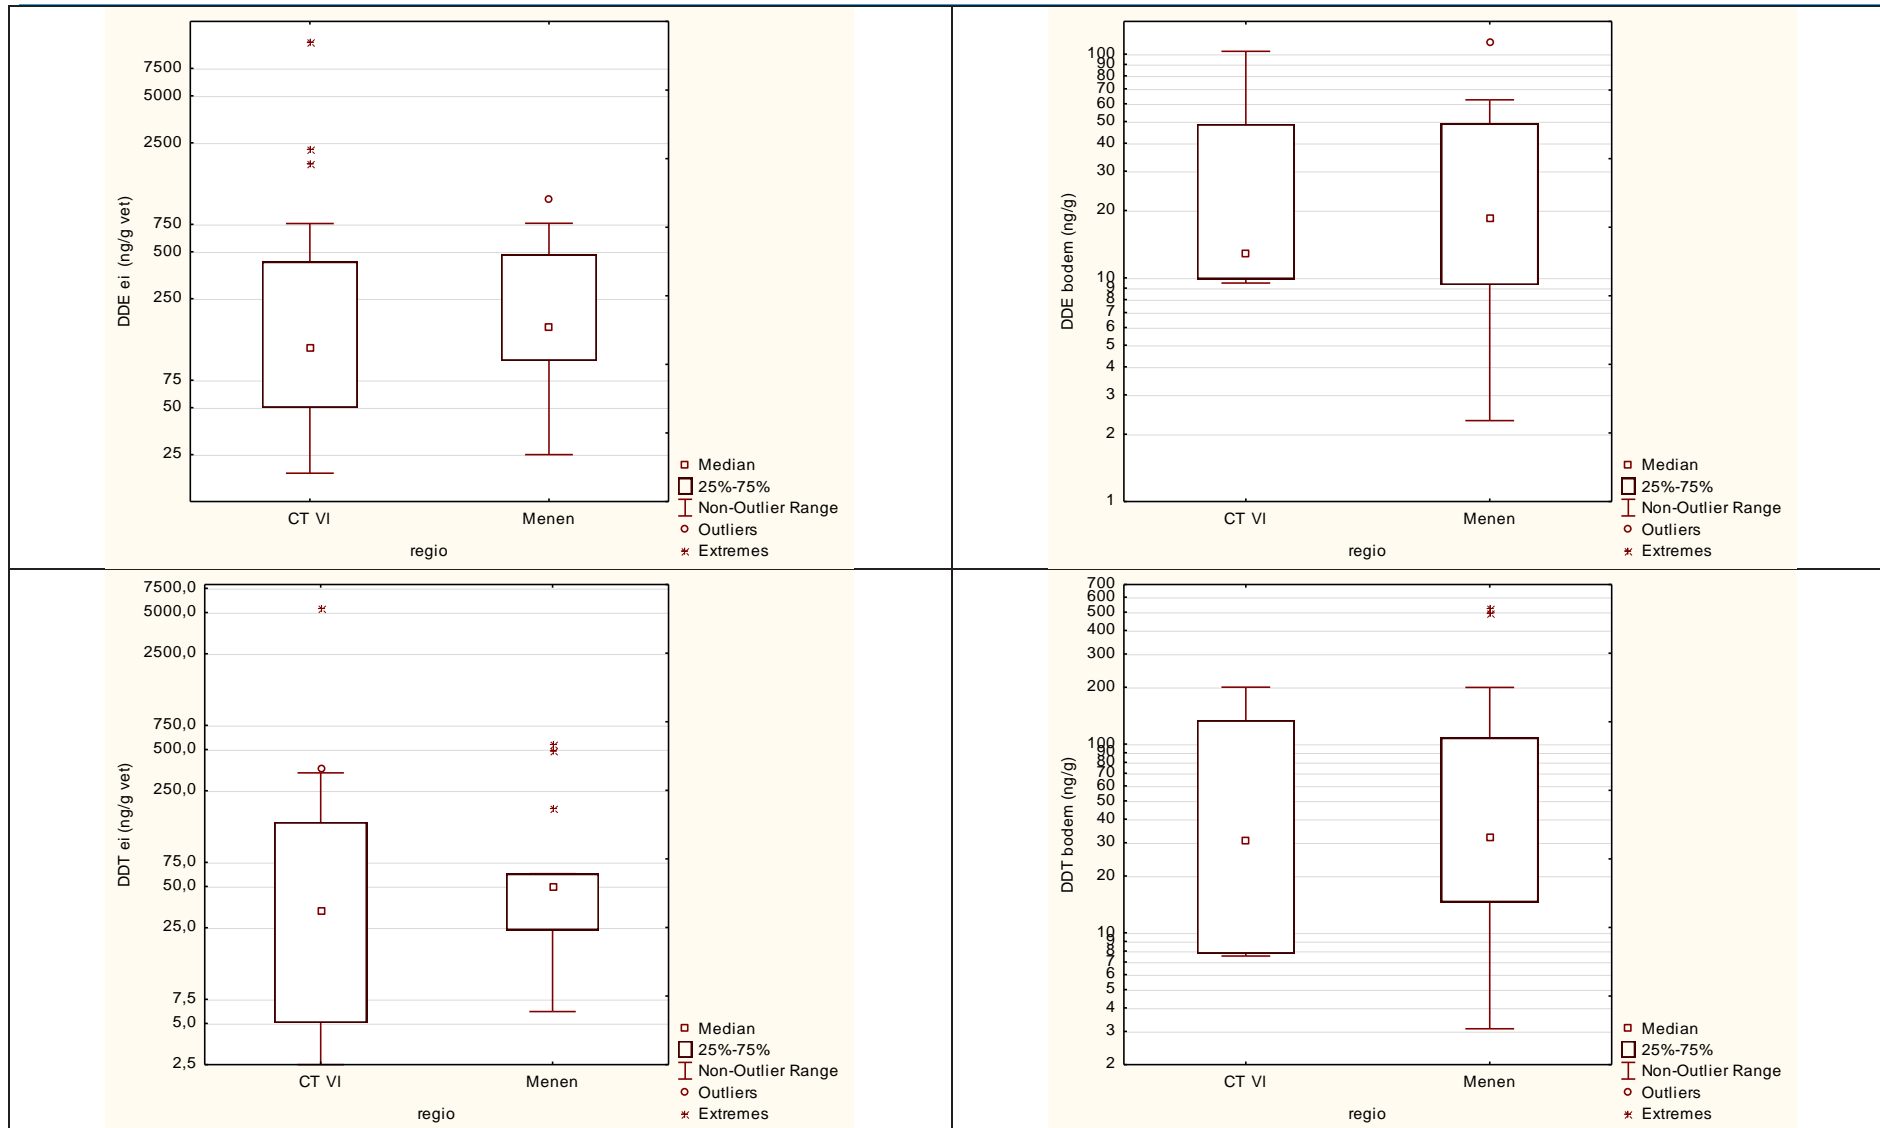 DDE ei (ng/g vet)
7500
5000
2500
750
500
250
75
50
25
CT VI
Menen
regio
Median
25%-75%
Non-Outlier Range
Outliers
Extremes
DDE bodem (ng/g)
100
90
80
70
60
50
40
30
20
10
9
8
7
6
5
4
3
2
1
CT VI
Menen
regio
Median
25%-75%
Non-Outlier Range
Outliers
Extremes
DDT ei (ng/g vet)
7500,0
5000,0
2500,0
750,0
500,0
250,0
75,0
50,0
25,0
7,5
5,0
2,5
CT VI
Menen
regio
Median
25%-75%
Non-Outlier Range
Outliers
Extremes
DDT bodem (ng/g)
700
600
500
400
300
200
100
90
80
70
60
50
40
30
20
10
9
8
7
6
5
4
3
2
CT VI
Menen
regio
Median
25%-75%
Non-Outlier Range
Outliers
Extremes